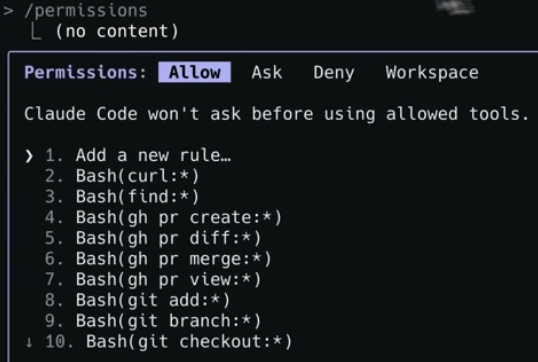 > /permissions
⎿ (no content)
Permissions: Allow Ask Deny Workspace
Claude Code won't ask before using allowed tools.
❯ 1. Add a new rule…
2. Bash(curl:*)
3. Bash(find:*)
4. Bash(gh pr create:*)
5. Bash(gh pr diff:*)
6. Bash(gh pr merge:*)
7. Bash(gh pr view:*)
8. Bash(git add:*)
9. Bash(git branch:*)
↓ 10. Bash(git checkout:*)